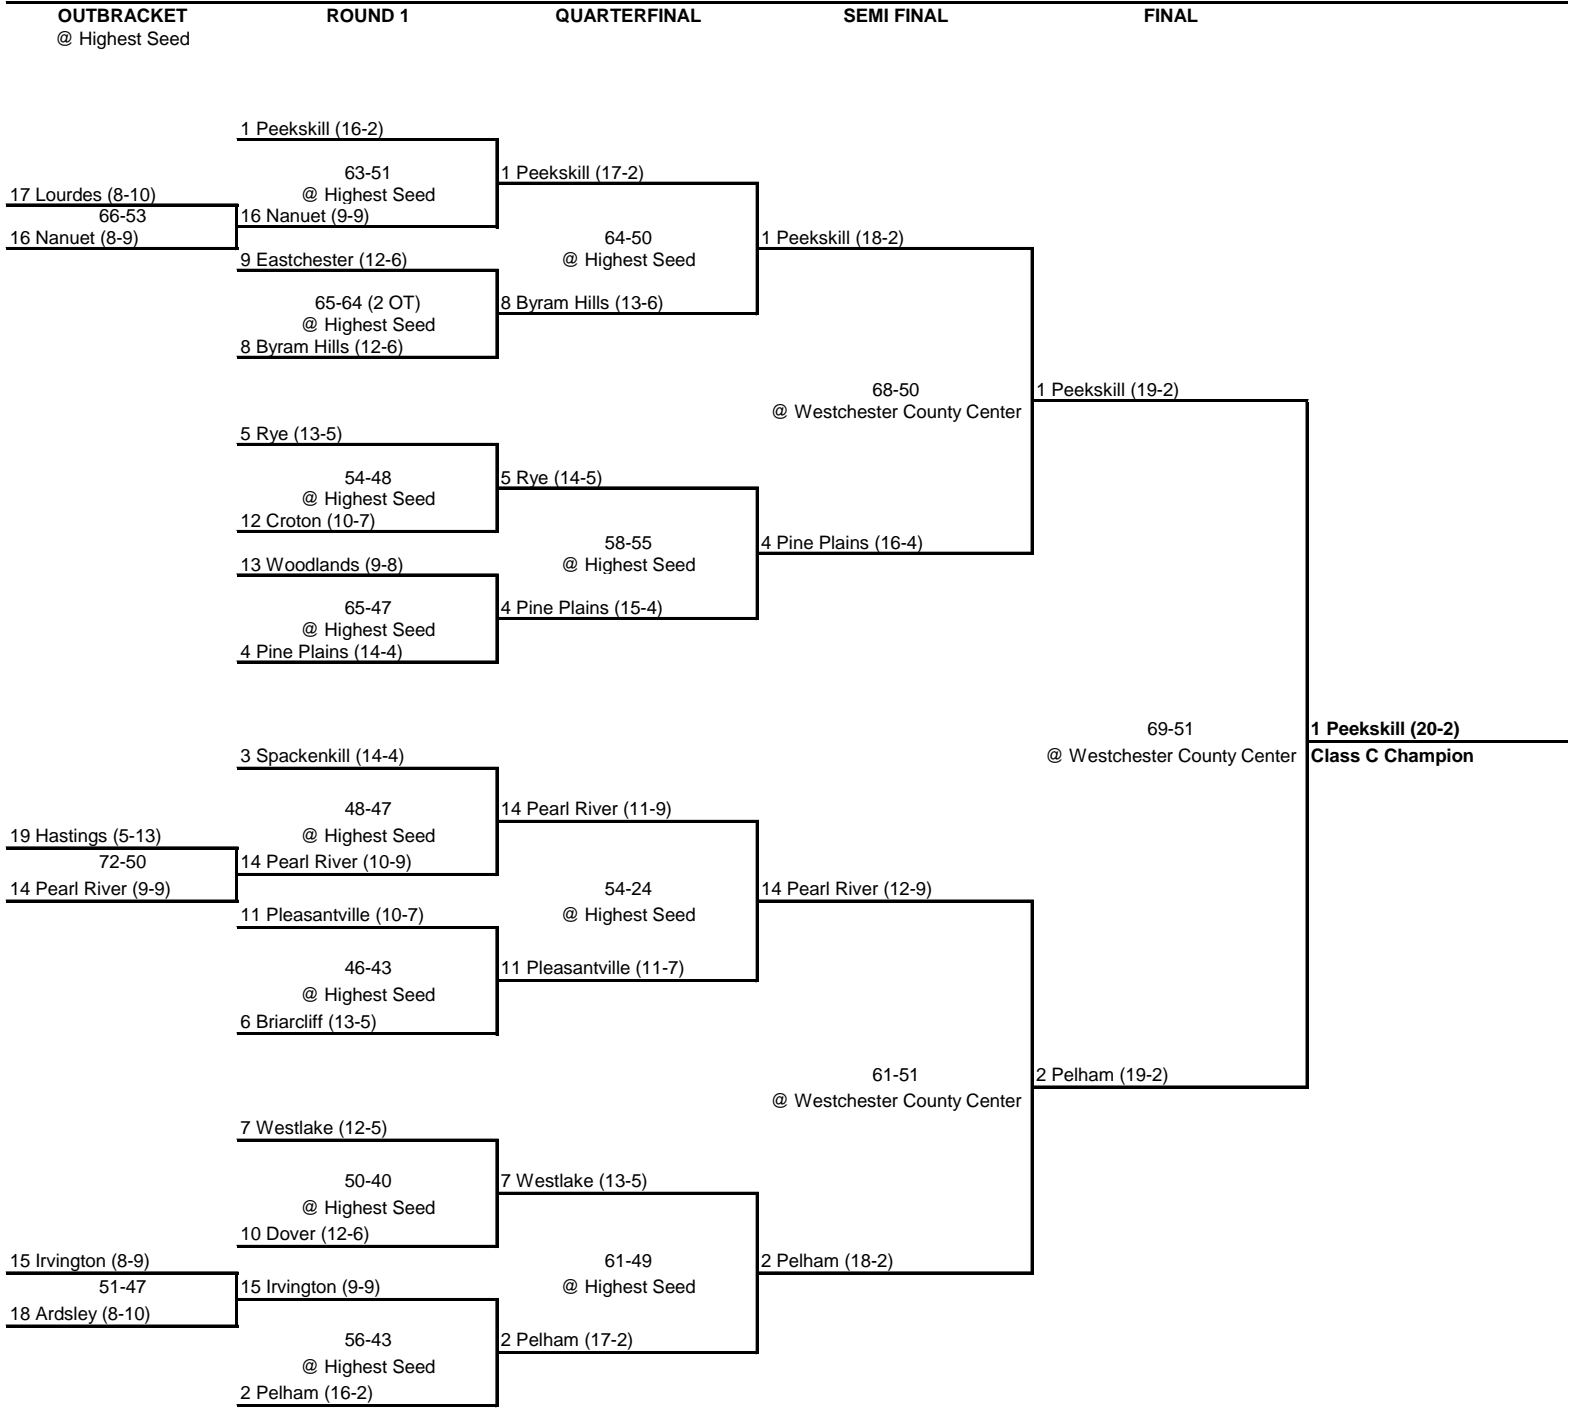 OUTBRACKET ROUND 1 QUARTERFINAL SEMI FINAL FINAL
@ Highest Seed
1 Peekskill (16-2)
63-51 1 Peekskill (17-2)
17 Lourdes (8-10) @ Highest Seed
66-53 16 Nanuet (9-9)
16 Nanuet (8-9) 64-50 1 Peekskill (18-2)
9 Eastchester (12-6) @ Highest Seed
65-64 (2 OT) 8 Byram Hills (13-6)
@ Highest Seed
8 Byram Hills (12-6)
68-50 1 Peekskill (19-2)
@ Westchester County Center
5 Rye (13-5)
54-48 5 Rye (14-5)
@ Highest Seed
12 Croton (10-7)
58-55 4 Pine Plains (16-4)
13 Woodlands (9-8) @ Highest Seed
65-47 4 Pine Plains (15-4)
@ Highest Seed
4 Pine Plains (14-4)
69-51 1 Peekskill (20-2)
3 Spackenkill (14-4) @ Westchester County Center Class C Champion
48-47 14 Pearl River (11-9)
19 Hastings (5-13) @ Highest Seed
72-50 14 Pearl River (10-9)
14 Pearl River (9-9) 54-24 14 Pearl River (12-9)
11 Pleasantville (10-7) @ Highest Seed
46-43 11 Pleasantville (11-7)
@ Highest Seed
6 Briarcliff (13-5)
61-51 2 Pelham (19-2)
@ Westchester County Center
7 Westlake (12-5)
50-40 7 Westlake (13-5)
@ Highest Seed
10 Dover (12-6)
15 Irvington (8-9) 61-49 2 Pelham (18-2)
51-47 15 Irvington (9-9) @ Highest Seed
18 Ardsley (8-10)
56-43 2 Pelham (17-2)
@ Highest Seed
2 Pelham (16-2)